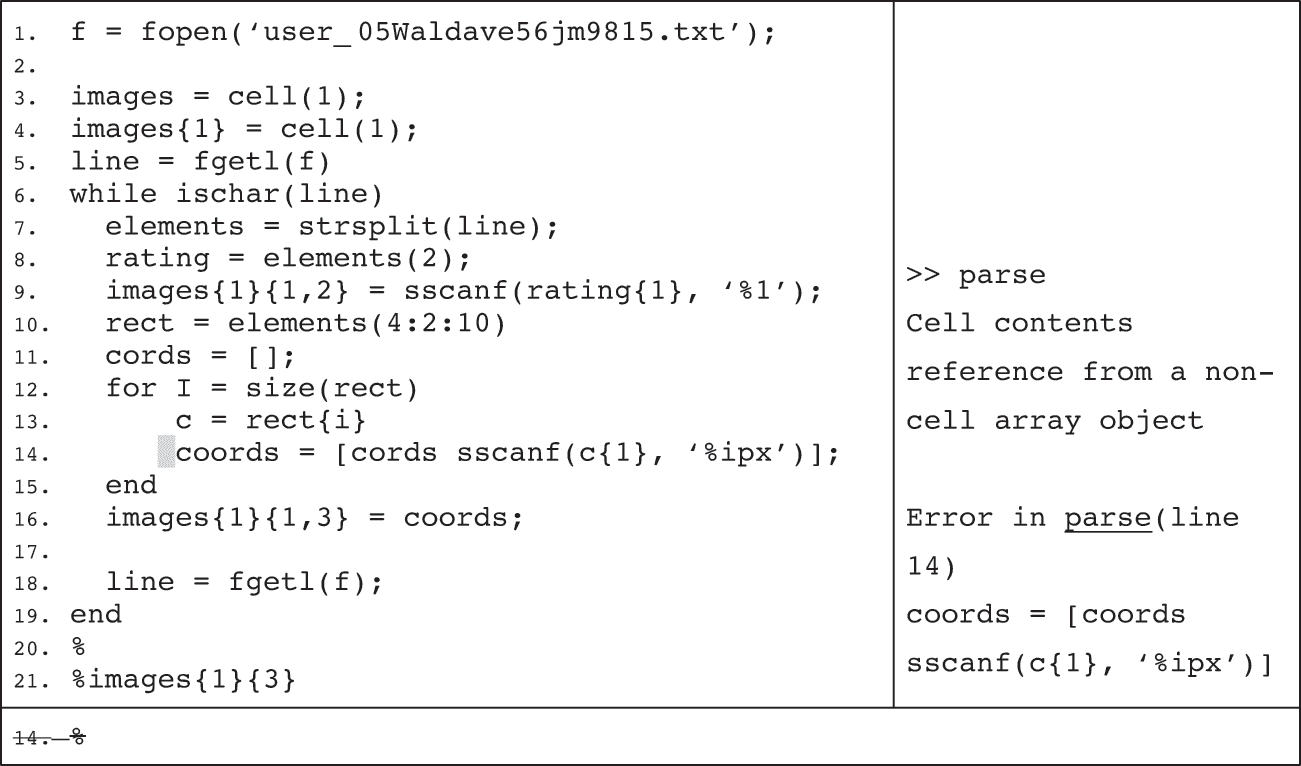 1. f = fopen(‘user_05Waldave56jm9815.txt’);
2.
3. images = cell(1);
4. images{1} = cell(1);
5. line = fgetl(f)
6. while ischar(line)
7. elements = strsplit(line);
8. rating = elements(2);
9. images{1}{1,2} = sscanf(rating{1}, ‘%1’);
10. rect = elements(4:2:10)
11. cords = [];
12. for I = size(rect)
13. c = rect{i}
14. coords = [cords sscanf(c{1}, ‘%ipx’)];
15. end
16. images{1}{1,3} = coords;
17.
18. line = fgetl(f);
19. end
20. %
21. %images{1}{3}
>> parse
Cell contents
reference from a non-
cell array object
Error in parse(line
14)
coords = [coords
sscanf(c{1}, ‘%ipx’)]
14. %